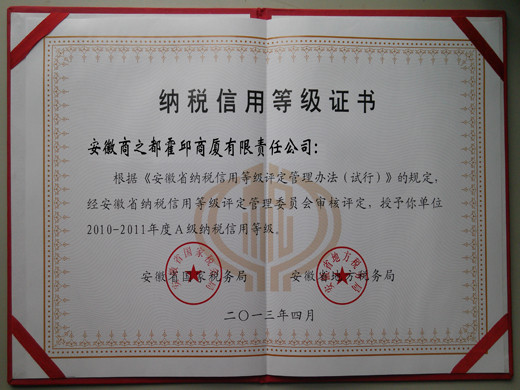 纳税信用等级证书
安徽商之都霍邱商厦有限责任公司:
根据《安徽省纳税信用等级评定管理办法(试行)》的规定,
经安徽省纳税信用等级评定管理委员会审核评定,授予你单位
2010-2011年度A级纳税信用等级。
安徽省国家税务局 安徽省地方税务局
二〇一三年四月